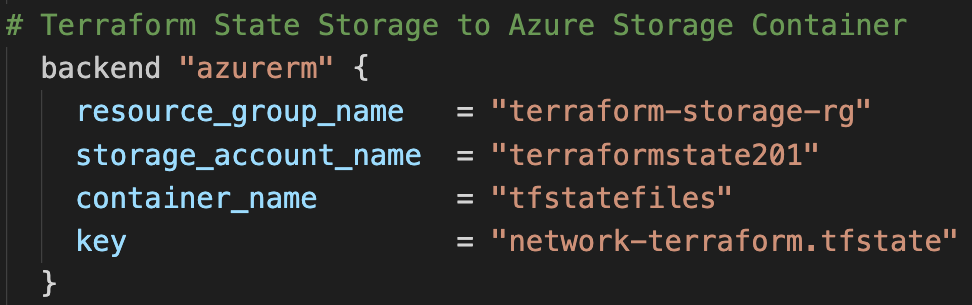 # Terraform State Storage to Azure Storage Container
backend "azurerm" {
resource_group_name = "terraform-storage-rg"
storage_account_name = "terraformstate201"
container_name = "tfstatefiles"
key = "network-terraform.tfstate"
}